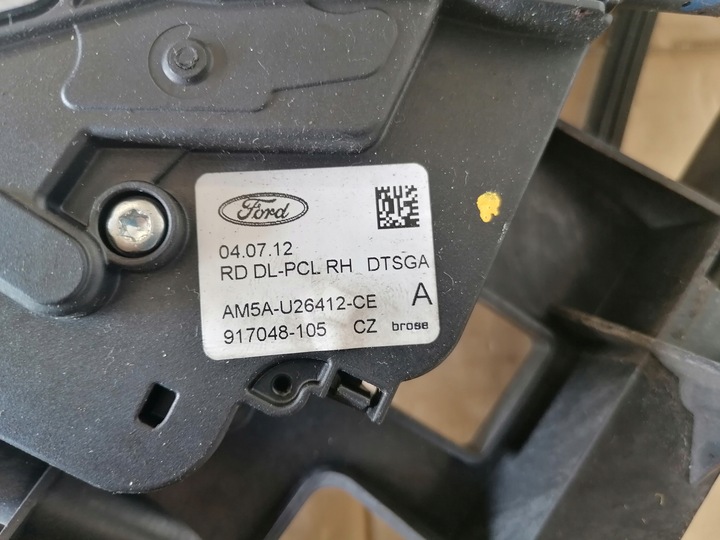 Ford
04.07.12
RD DL-PCL RH DTSGA
AM5A-U26412-CE A
917048-105 CZ brose